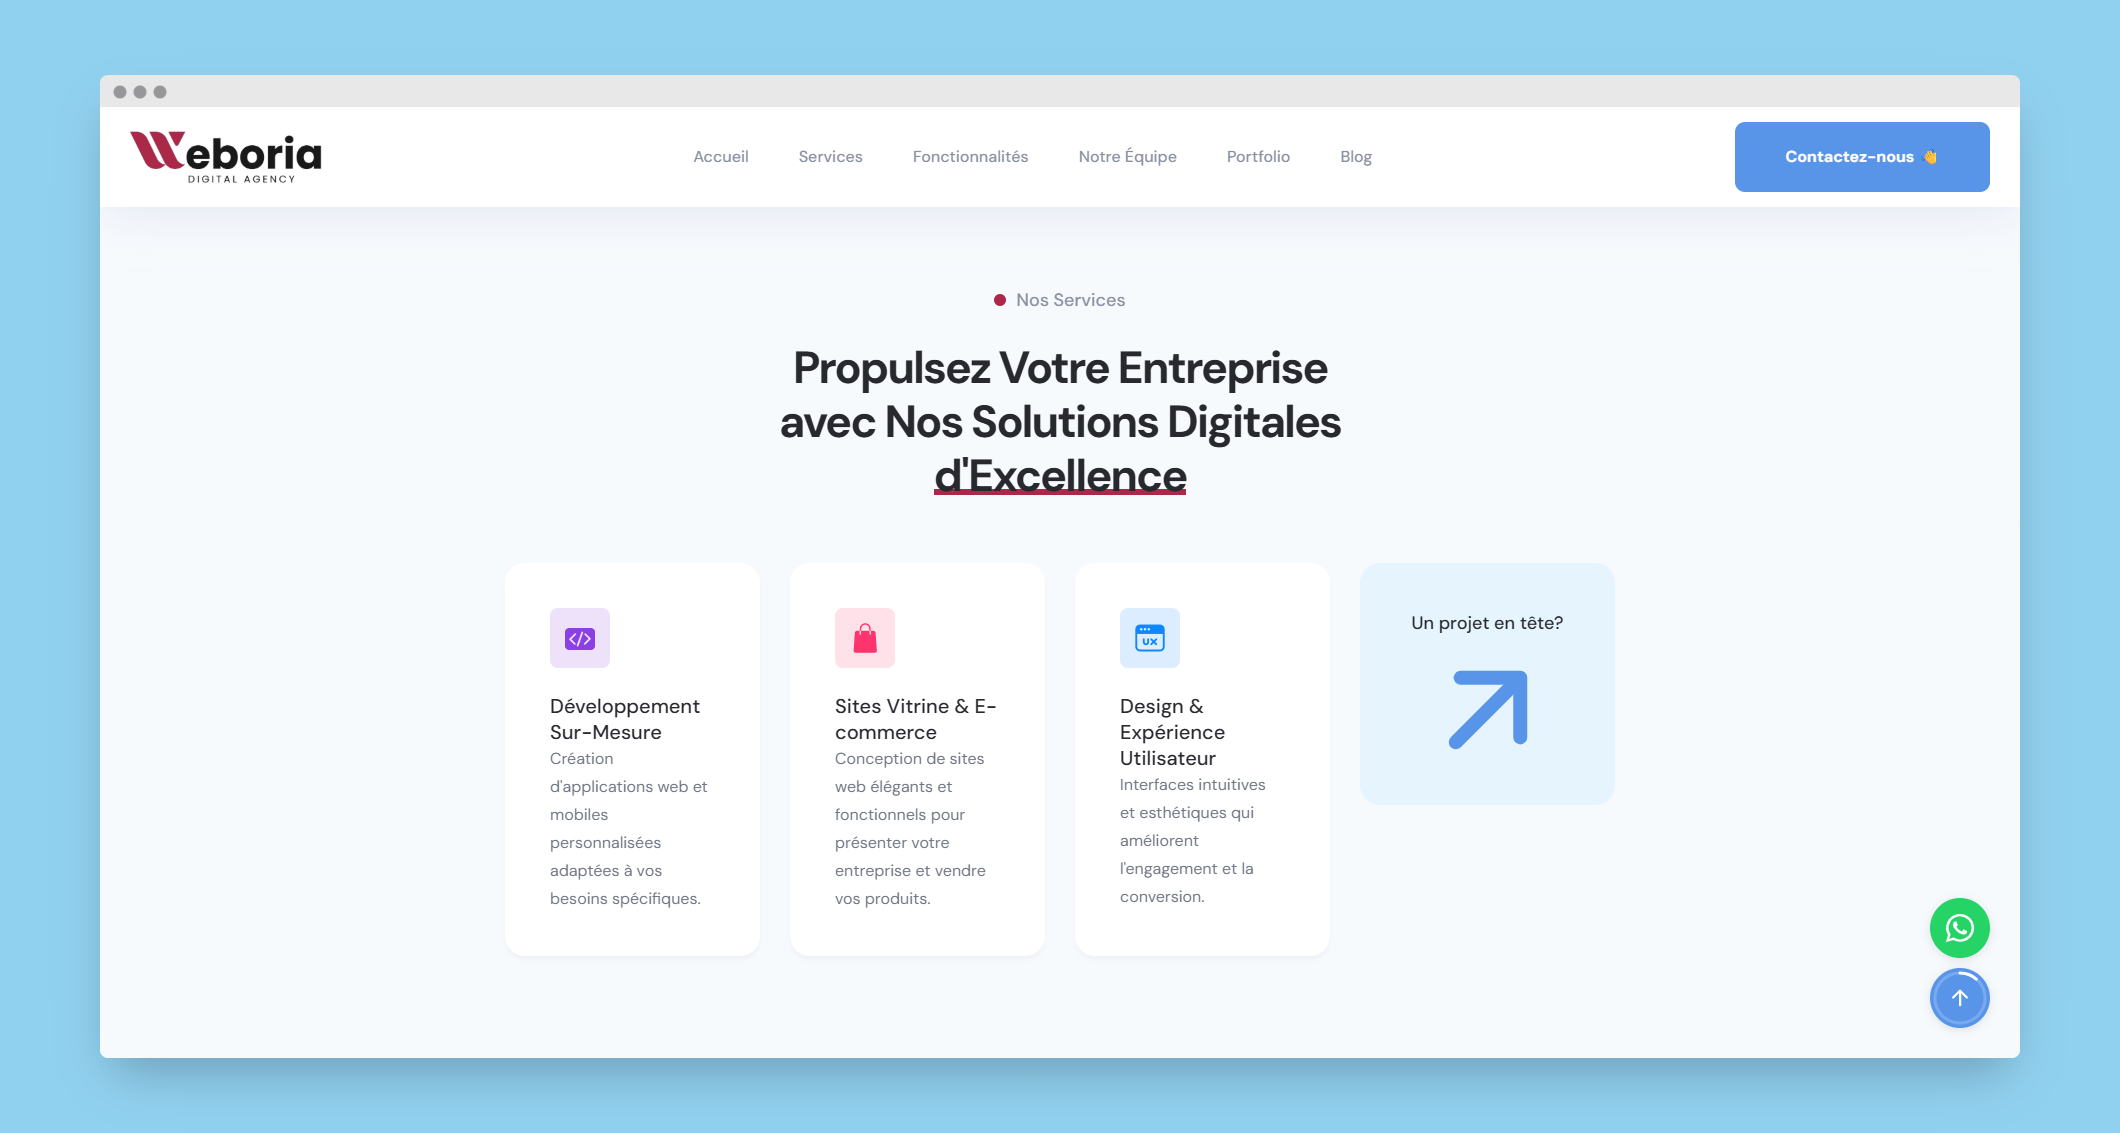 Weboria
DIGITAL AGENCY
Accueil
Services
Fonctionnalités
Notre Équipe
Portfolio
Blog
Contactez-nous 👋
Nos Services
Propulsez Votre Entreprise
avec Nos Solutions Digitales
d'Excellence
Développement
Sur-Mesure
Création
d'applications web et
mobiles
personnalisées
adaptées à vos
besoins spécifiques.
Sites Vitrine & E-
commerce
Conception de sites
web élégants et
fonctionnels pour
présenter votre
entreprise et vendre
vos produits.
UX
Design &
Expérience
Utilisateur
Interfaces intuitives
et esthétiques qui
améliorent
l'engagement et la
conversion.
Un projet en tête?